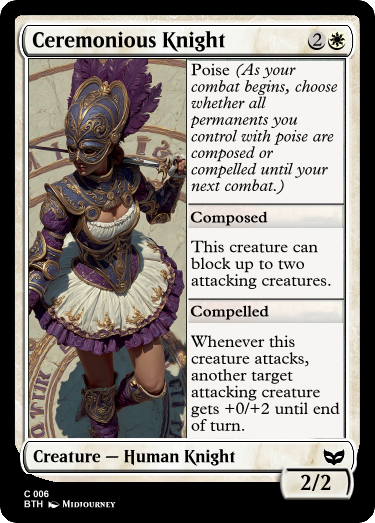 Ceremonious Knight 2
Poise (As your
combat begins, choose
whether all
permanents you
control with poise are
composed or
compelled until your
next combat.)
Composed
This creature can
block up to two
attacking creatures.
Compelled
Whenever this
creature attacks,
another target
attacking creature
gets +0/+2 until end
of turn.
Creature — Human Knight
2/2
C 006
BTH Midjourney